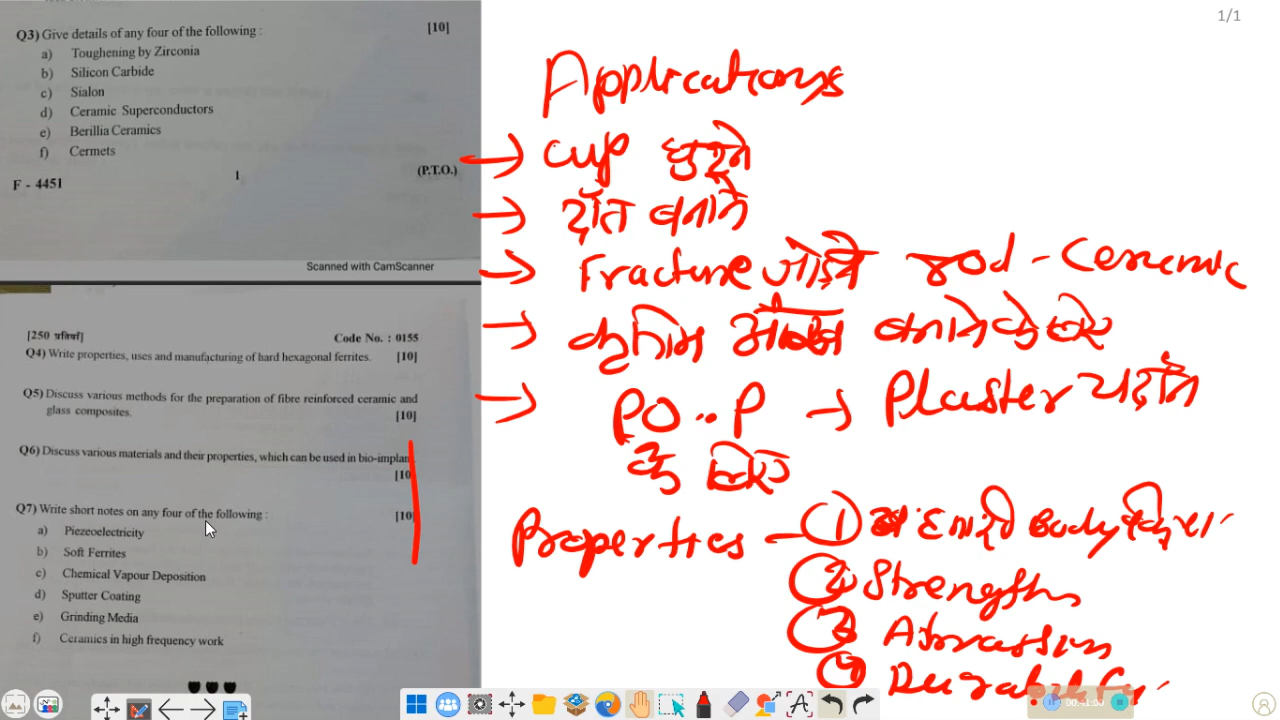 Q3) Give details of any four of the following : [10]
a) Toughening by Zirconia
b) Silicon Carbide
c) Sialon
d) Ceramic Superconductors
e) Berillia Ceramics
f) Cermets
F - 4451 1 (P.T.O.)
Scanned with CamScanner
[250 प्रतियाँ] Code No. : 0155
Q4) Write properties, uses and manufacturing of hard hexagonal ferrites. [10]
Q5) Discuss various methods for the preparation of fibre reinforced ceramic and
glass composites. [10]
Q6) Discuss various materials and their properties, which can be used in bio-implant
[10
Q7) Write short notes on any four of the following : [10]
a) Piezoelectricity
b) Soft Ferrites
c) Chemical Vapour Deposition
d) Sputter Coating
e) Grinding Media
f) Ceramics in high frequency work
1/1
Applications
→ cup
→ दाँत बनाने
→ Fracture जोड़ने rod - Ceramic
→ कृत्रिम बनाने के लिए
→ PO..P → Plaster
के लिए
Properties - ① Body
② Strength
③
④